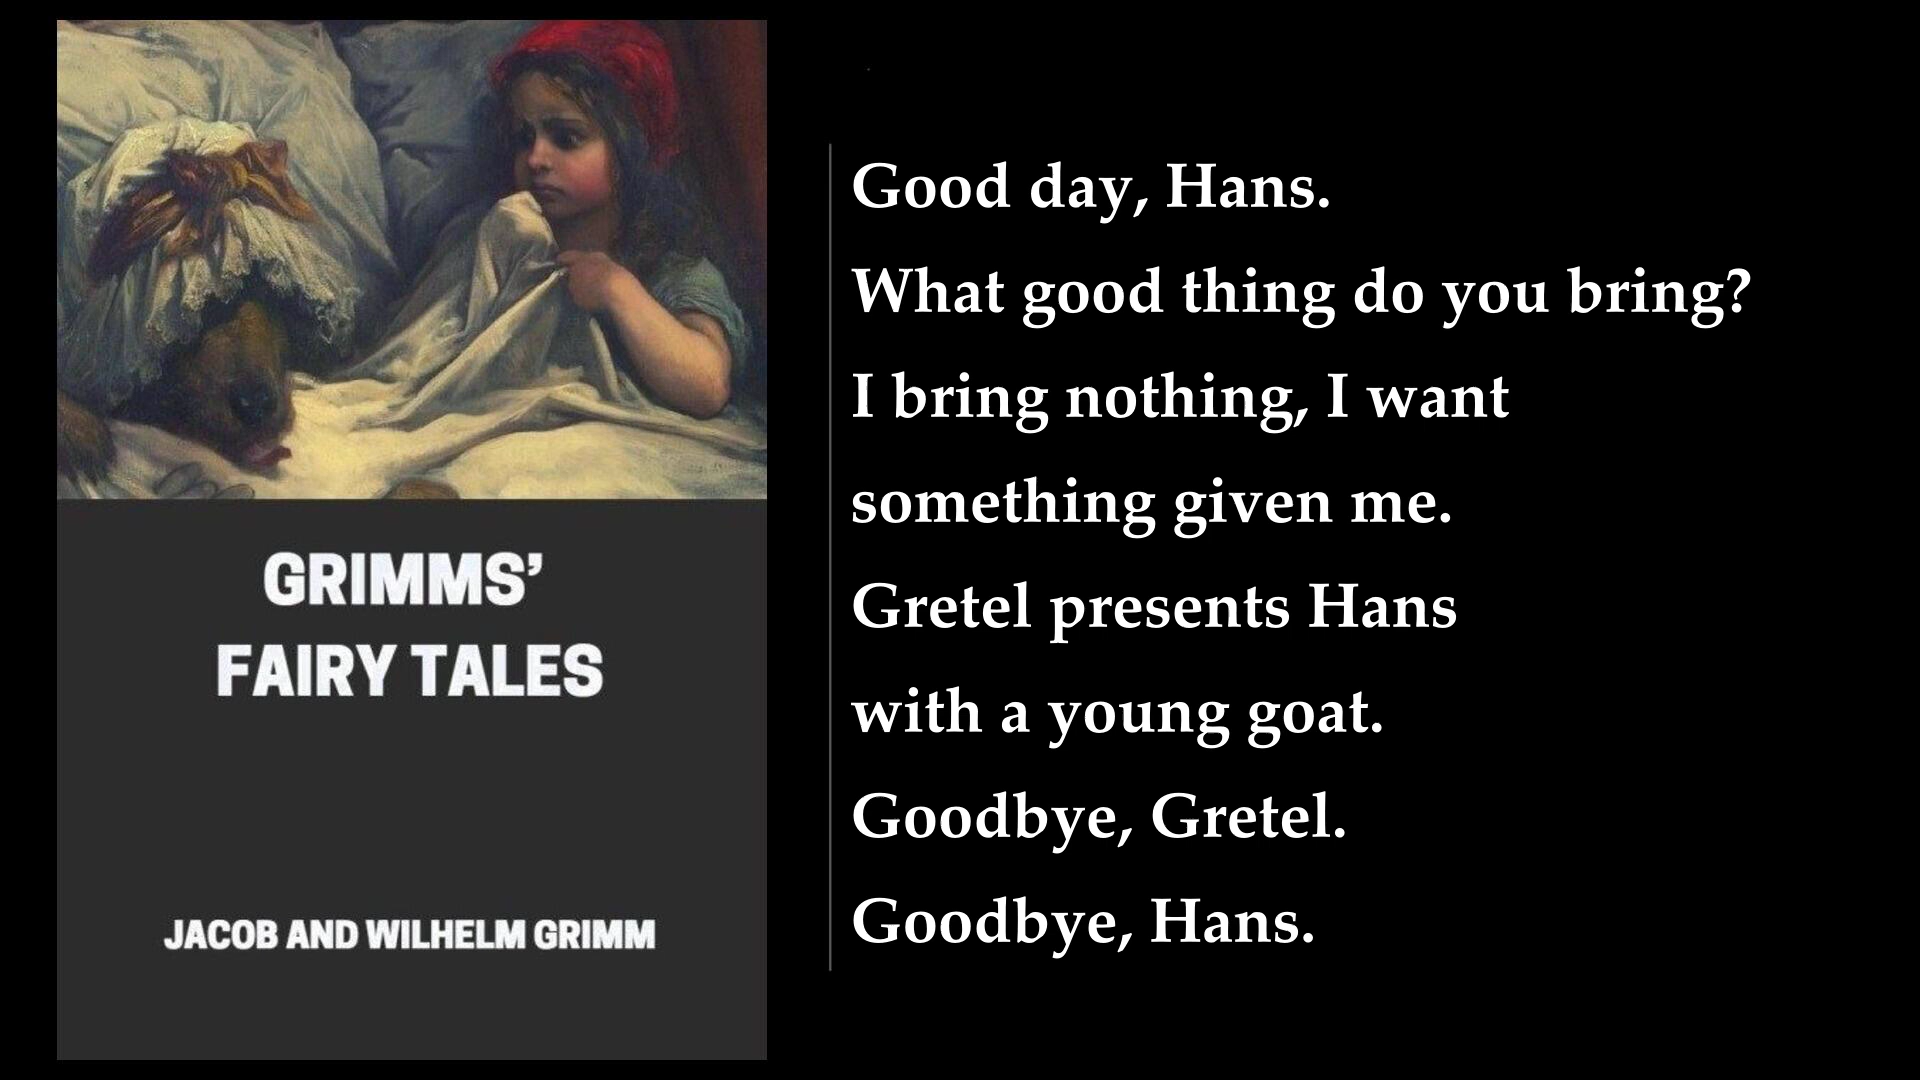 GRIMMS’
FAIRY TALES
JACOB AND WILHELM GRIMM
Good day, Hans.
What good thing do you bring?
I bring nothing, I want
something given me.
Gretel presents Hans
with a young goat.
Goodbye, Gretel.
Goodbye, Hans.